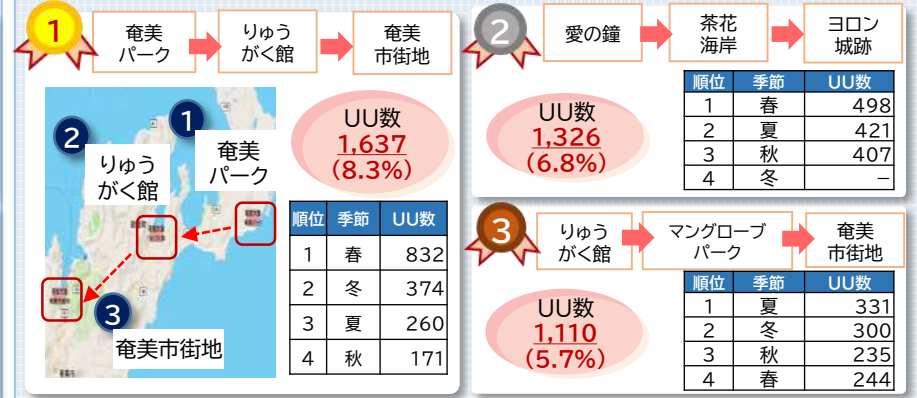 1
奄美
パーク
りゅう
がく館
奄美
市街地
2
1
りゅう
がく館
奄美
パーク
3
奄美市街地
UU数
1,637
(8.3%)
順位 季節 UU数
1 春 832
2 冬 374
3 夏 260
4 秋 171
2
愛の鐘
茶花
海岸
ヨロン
城跡
UU数
1,326
(6.8%)
順位 季節 UU数
1 春 498
2 夏 421
3 秋 407
4 冬 −
3
りゅう
がく館
マングローブ
パーク
奄美
市街地
UU数
1,110
(5.7%)
順位 季節 UU数
1 夏 331
2 冬 300
3 秋 235
4 春 244